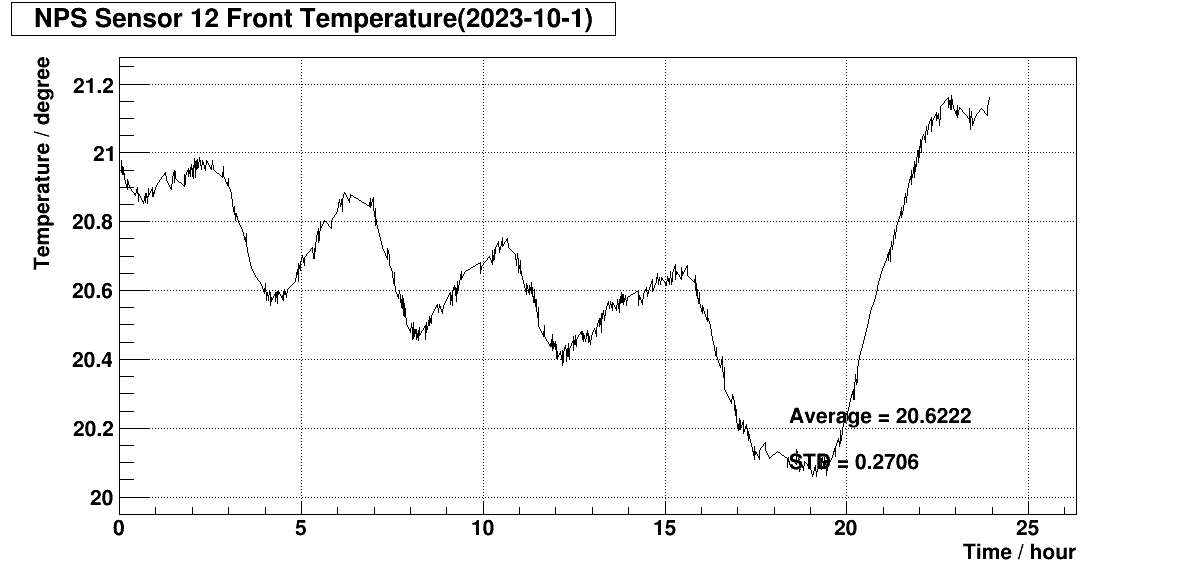 NPS Sensor 12 Front Temperature(2023-10-1)
Temperature / degree
21.2
21
20.8
20.6
20.4
20.2
20
Average = 20.6222
STD = 0.2706
0 5 10 15 20 25
Time / hour